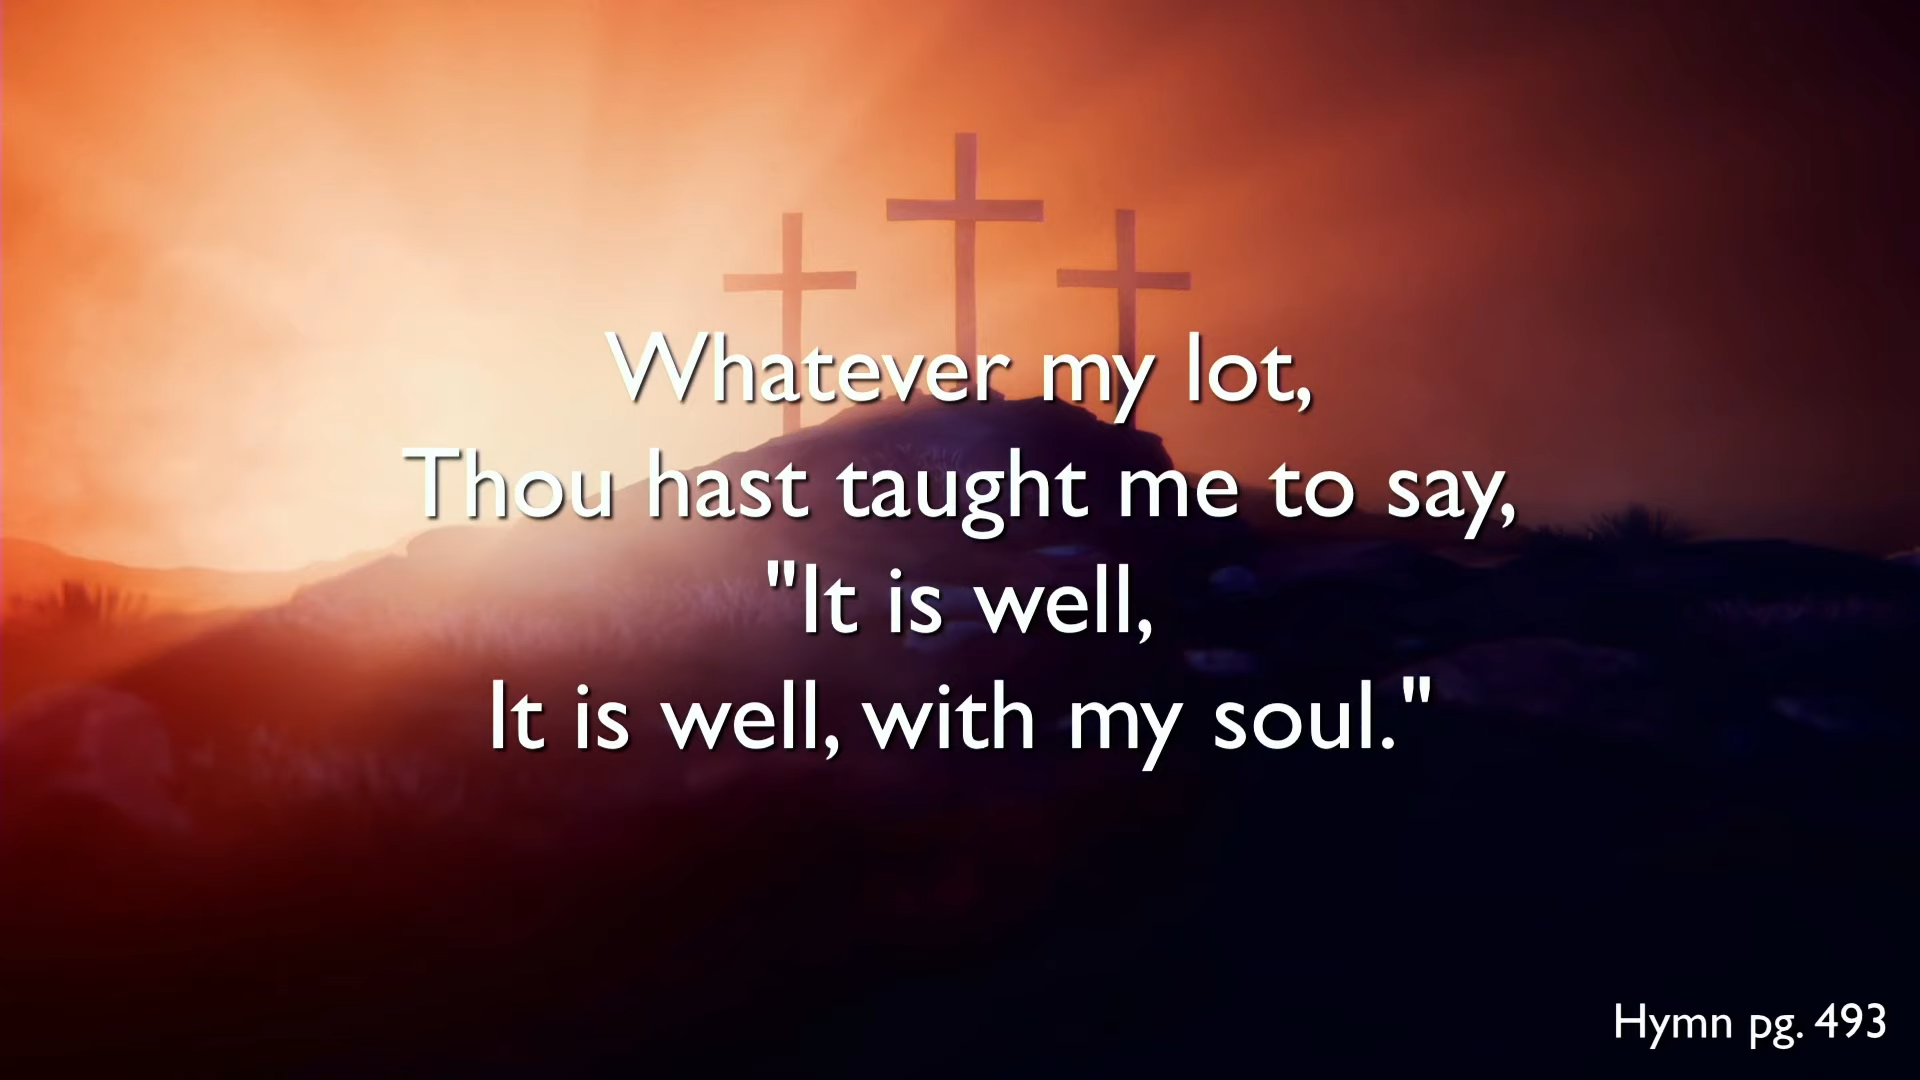 Whatever my lot,
Thou hast taught me to say,
"It is well,
It is well, with my soul."
Hymn pg. 493